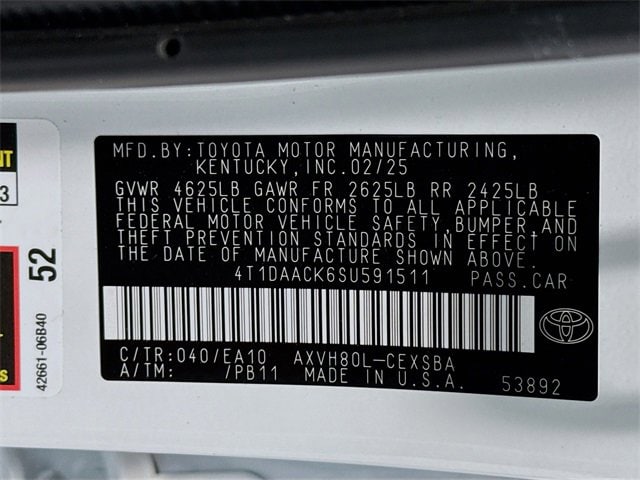 NT
3
52
42661-06B40
MFD.BY:TOYOTA MOTOR MANUFACTURING,
KENTUCKY,INC.02/25
GVWR 4625LB GAWR FR 2625LB RR 2425LB
THIS VEHICLE CONFORMS TO ALL APPLICABLE
FEDERAL MOTOR VEHICLE SAFETY,BUMPER,AND
THEFT PREVENTION STANDARDS IN EFFECT ON
THE DATE OF MANUFACTURE SHOWN ABOVE.
4T1DAACK6SU591511 PASS.CAR
C/TR:040/EA10 AXVH80L-CEXSBA
A/TM: /PB11 MADE IN U.S.A.
53892